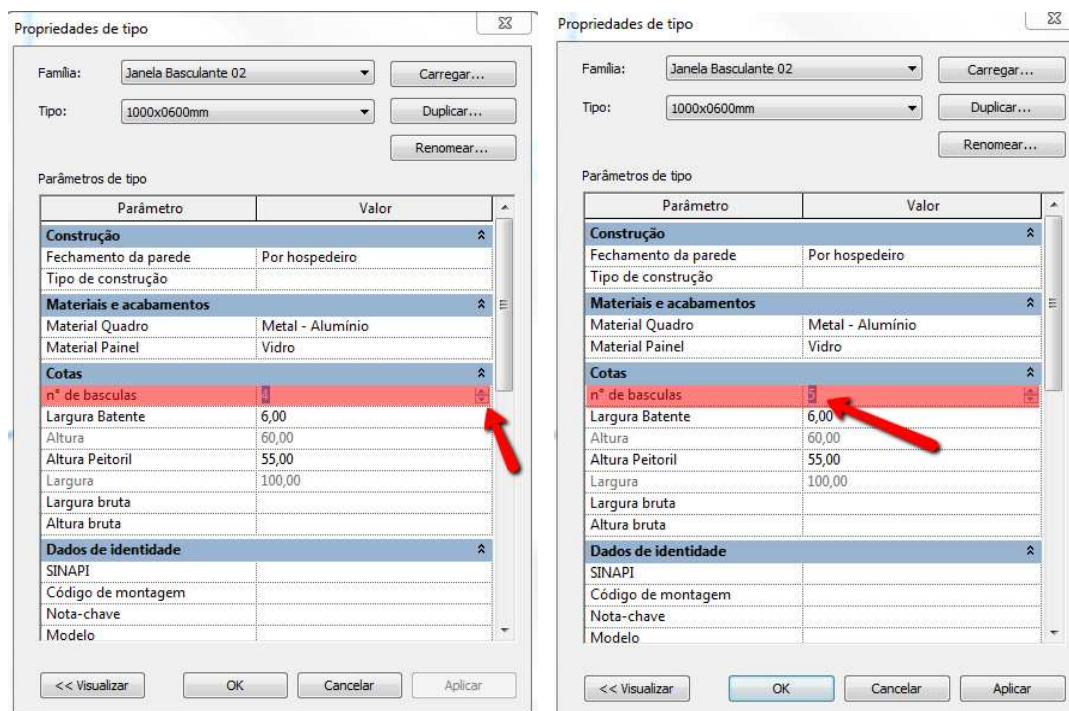 Propriedades de tipo
Família: Janela Basculante 02 Carregar...
Tipo: 1000x0600mm Duplicar...
Renomear...
Parâmetros de tipo
Parâmetro Valor
Construção
Fechamento da parede Por hospedeiro
Tipo de construção
Materiais e acabamentos
Material Quadro Metal - Alumínio
Material Painel Vidro
Cotas
n° de basculas 4
Largura Batente 6,00
Altura 60,00
Altura Peitoril 55,00
Largura 100,00
Largura bruta
Altura bruta
Dados de identidade
SINAPI
Código de montagem
Nota-chave
Modelo
<< Visualizar OK Cancelar Aplicar
Propriedades de tipo
Família: Janela Basculante 02 Carregar...
Tipo: 1000x0600mm Duplicar...
Renomear...
Parâmetros de tipo
Parâmetro Valor
Construção
Fechamento da parede Por hospedeiro
Tipo de construção
Materiais e acabamentos
Material Quadro Metal - Alumínio
Material Painel Vidro
Cotas
n° de basculas 5
Largura Batente 6,00
Altura 60,00
Altura Peitoril 55,00
Largura 100,00
Largura bruta
Altura bruta
Dados de identidade
SINAPI
Código de montagem
Nota-chave
Modelo
<< Visualizar OK Cancelar Aplicar